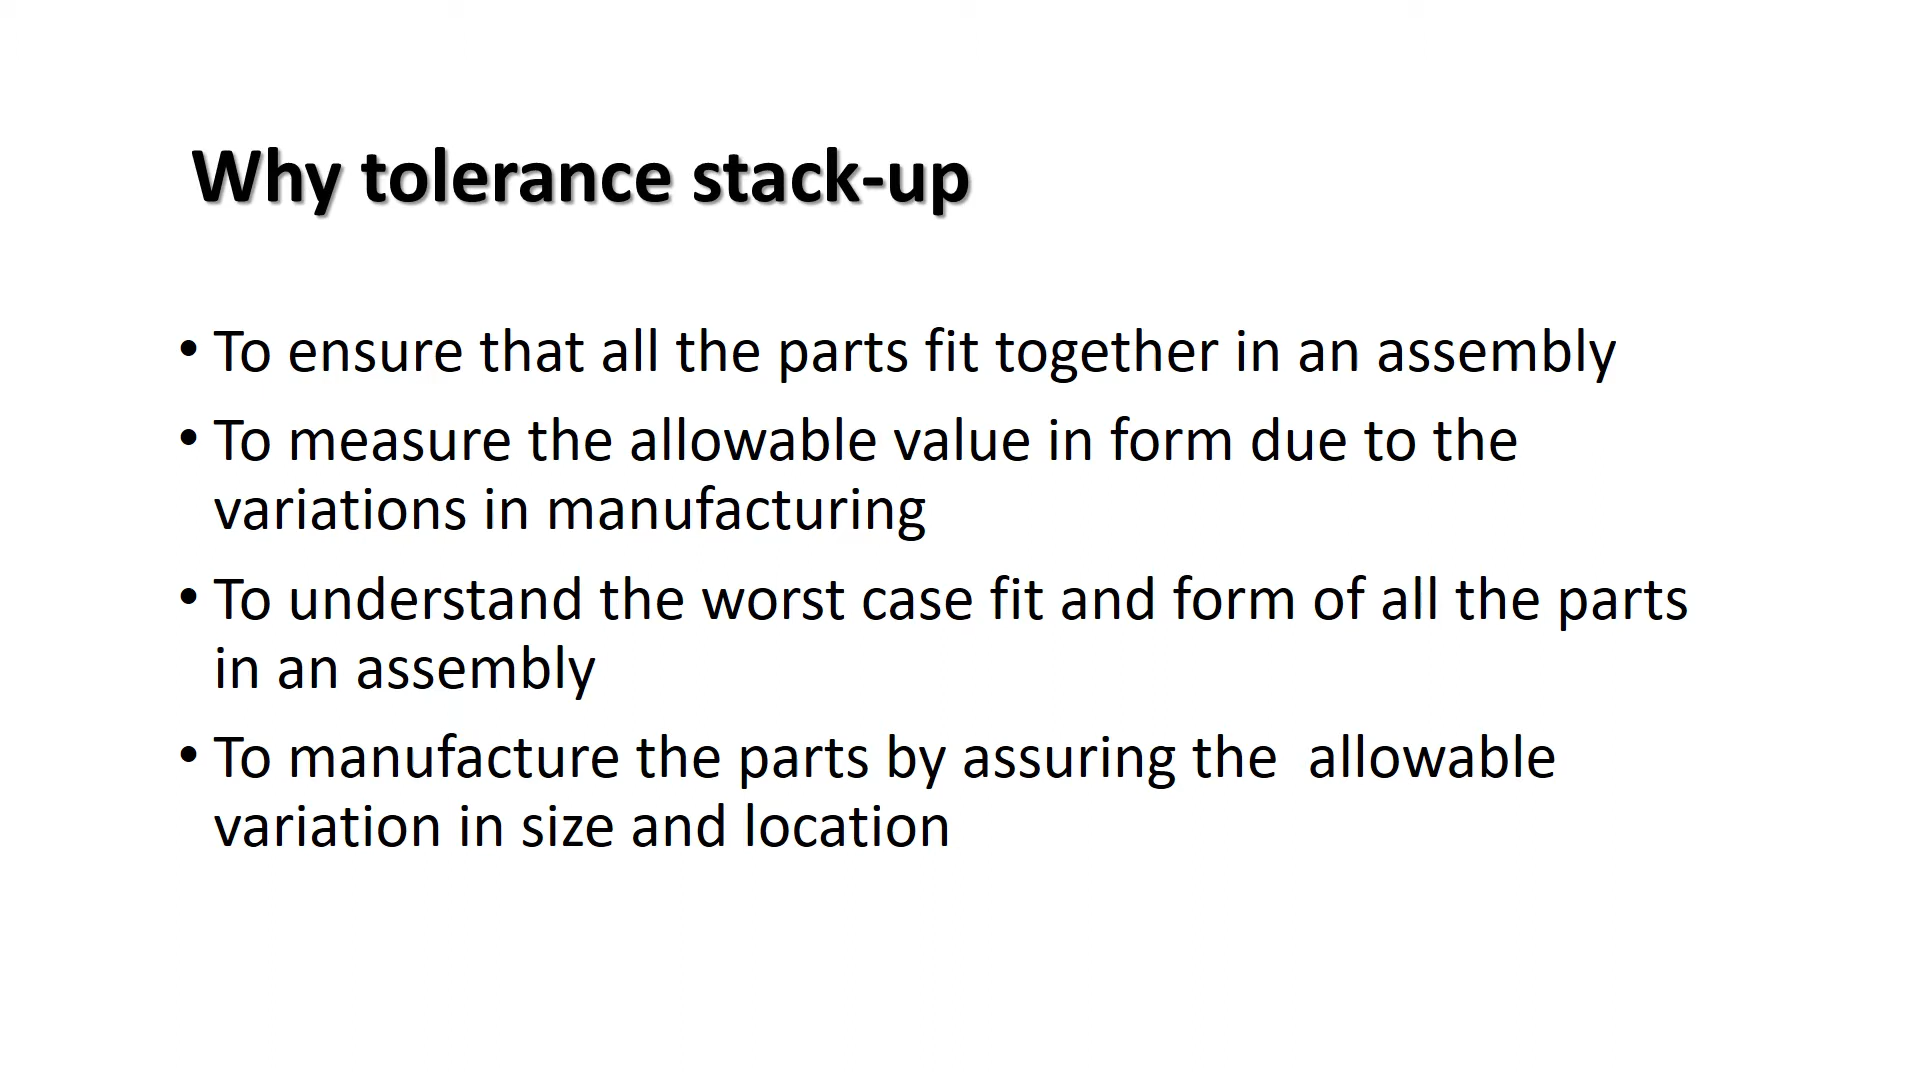 Why tolerance stack-up
• To ensure that all the parts fit together in an assembly
• To measure the allowable value in form due to the
variations in manufacturing
• To understand the worst case fit and form of all the parts
in an assembly
• To manufacture the parts by assuring the  allowable
variation in size and location